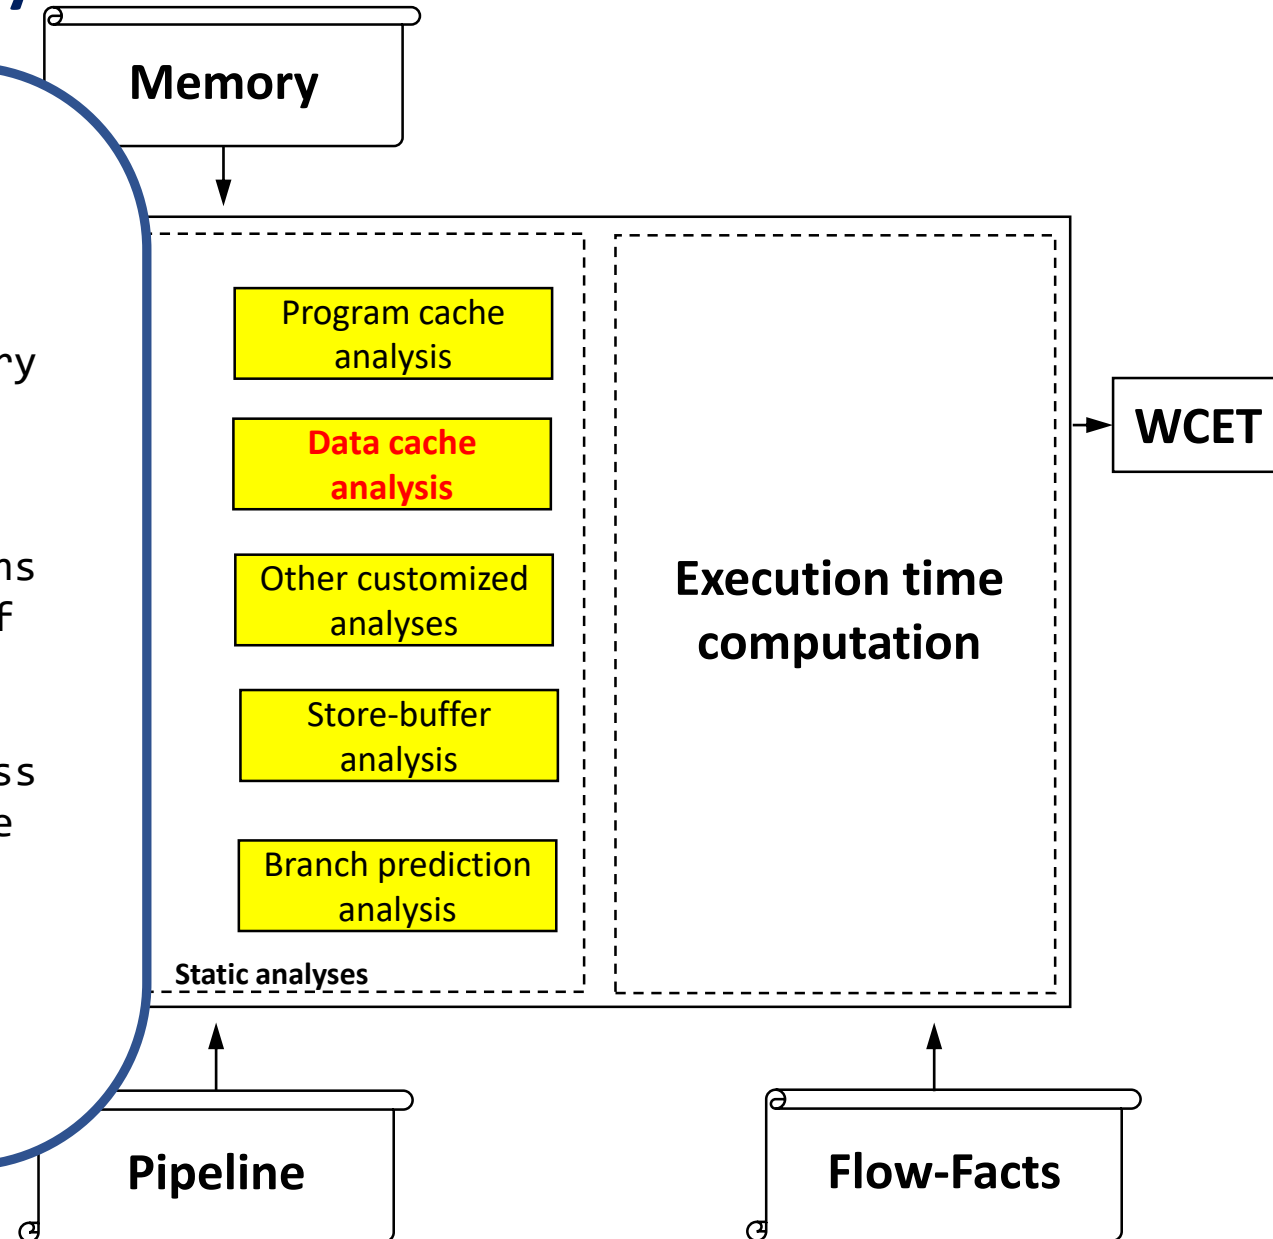 Memory
Program cache
analysis
Data cache
analysis
Other customized
analyses
Store-buffer
analysis
Branch prediction
analysis
Static analyses
Execution time
computation
WCET
Pipeline
Flow-Facts